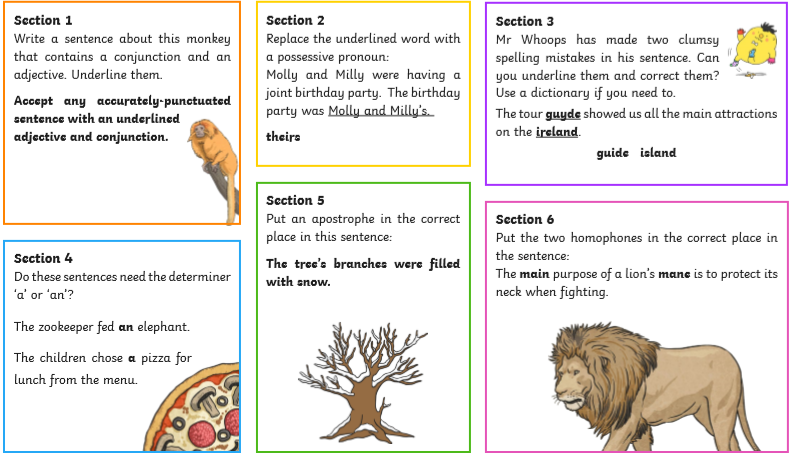 Section 1
Write a sentence about this monkey
that contains a conjunction and an
adjective. Underline them.
Accept any accurately-punctuated
sentence with an underlined
adjective and conjunction.
Section 2
Replace the underlined word with
a possessive pronoun:
Molly and Milly were having a
joint birthday party. The birthday
party was Molly and Milly's.
theirs
Section 3
Mr Whoops has made two clumsy
spelling mistakes in his sentence. Can
you underline them and correct them?
Use a dictionary if you need to.
The tour guyde showed us all the main attractions
on the ireland.
guide island
Section 4
Do these sentences need the determiner
'a' or 'an'?
The zookeeper fed an elephant.
The children chose a pizza for
lunch from the menu.
Section 5
Put an apostrophe in the correct
place in this sentence:
The tree's branches were filled
with snow.
Section 6
Put the two homophones in the correct place in
the sentence:
The main purpose of a lion's mane is to protect its
neck when fighting.